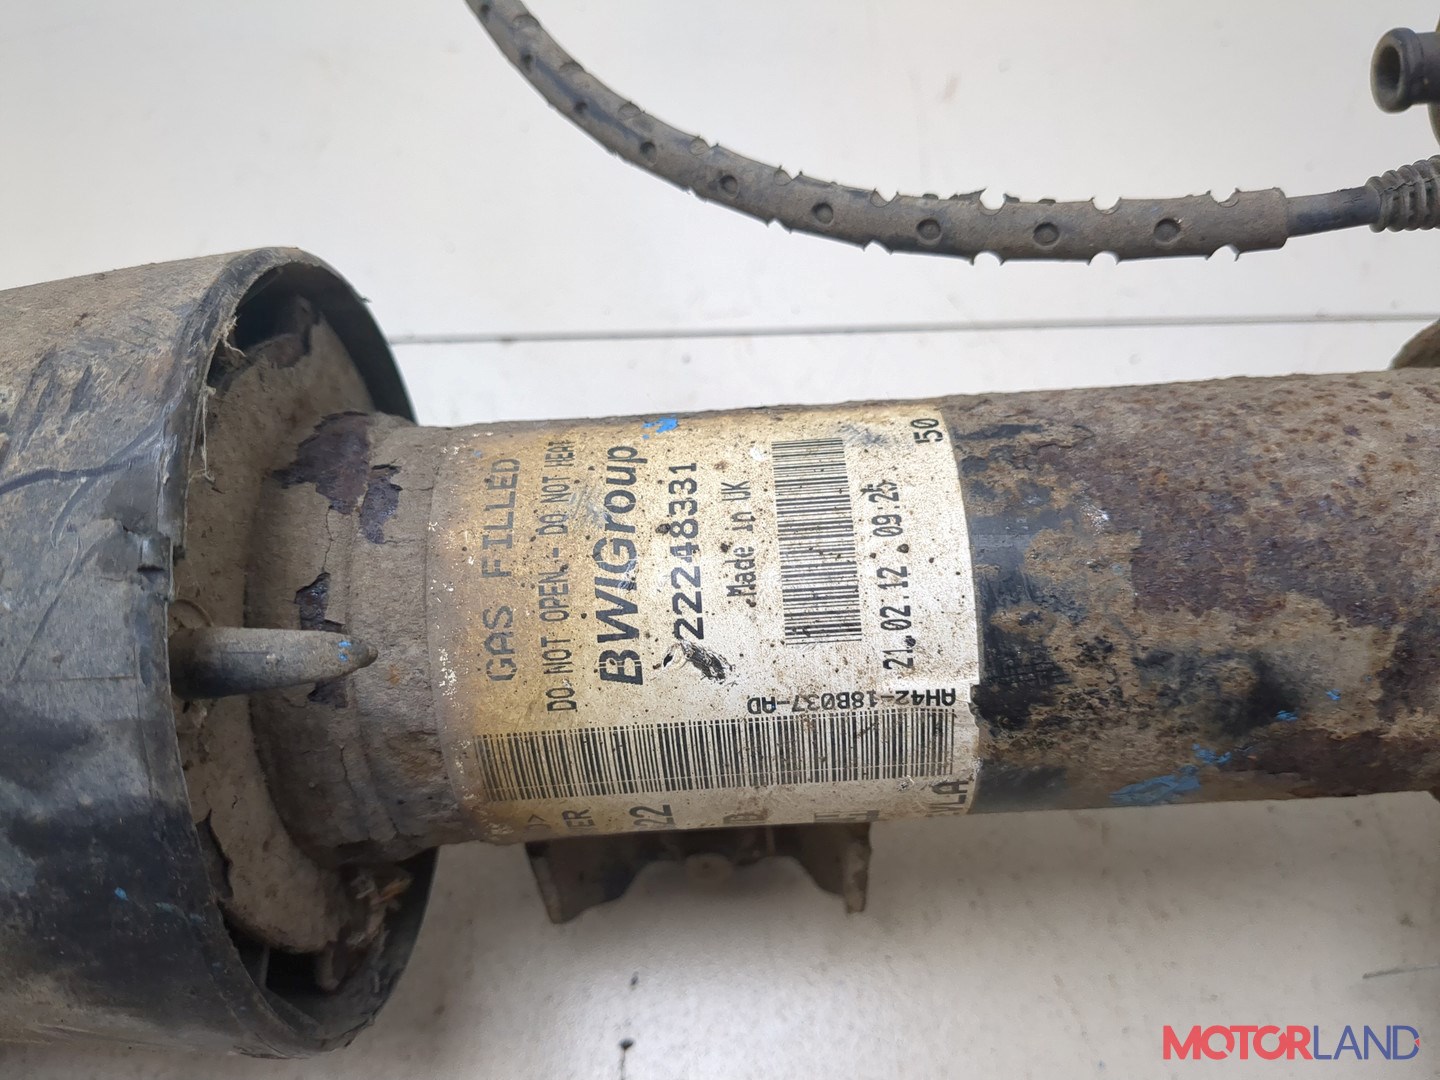 GAS FILLED
DO NOT OPEN.- DO NOT HEAT
BWIGroup
22248331
Made in UK
21.02.12 .09:25
50
AH42-18B037-AD
ER
22